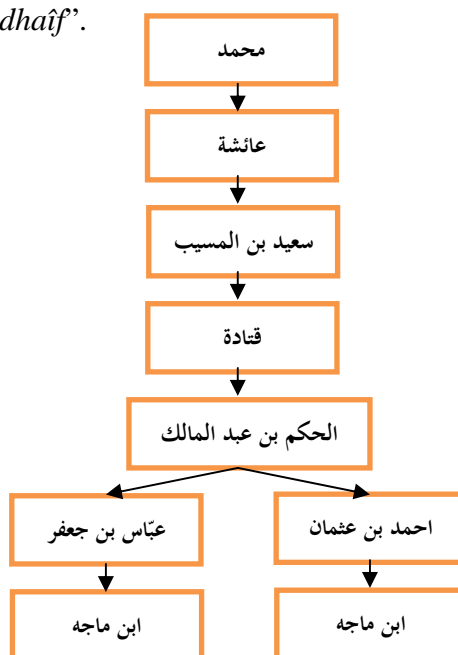 dhaîf”.
محمد
عائشة
سعيد بن المسيب
قتادة
الحكم بن عبد المالك
عبّاس بن جعفر
احمد بن عثمان
ابن ماجه
ابن ماجه